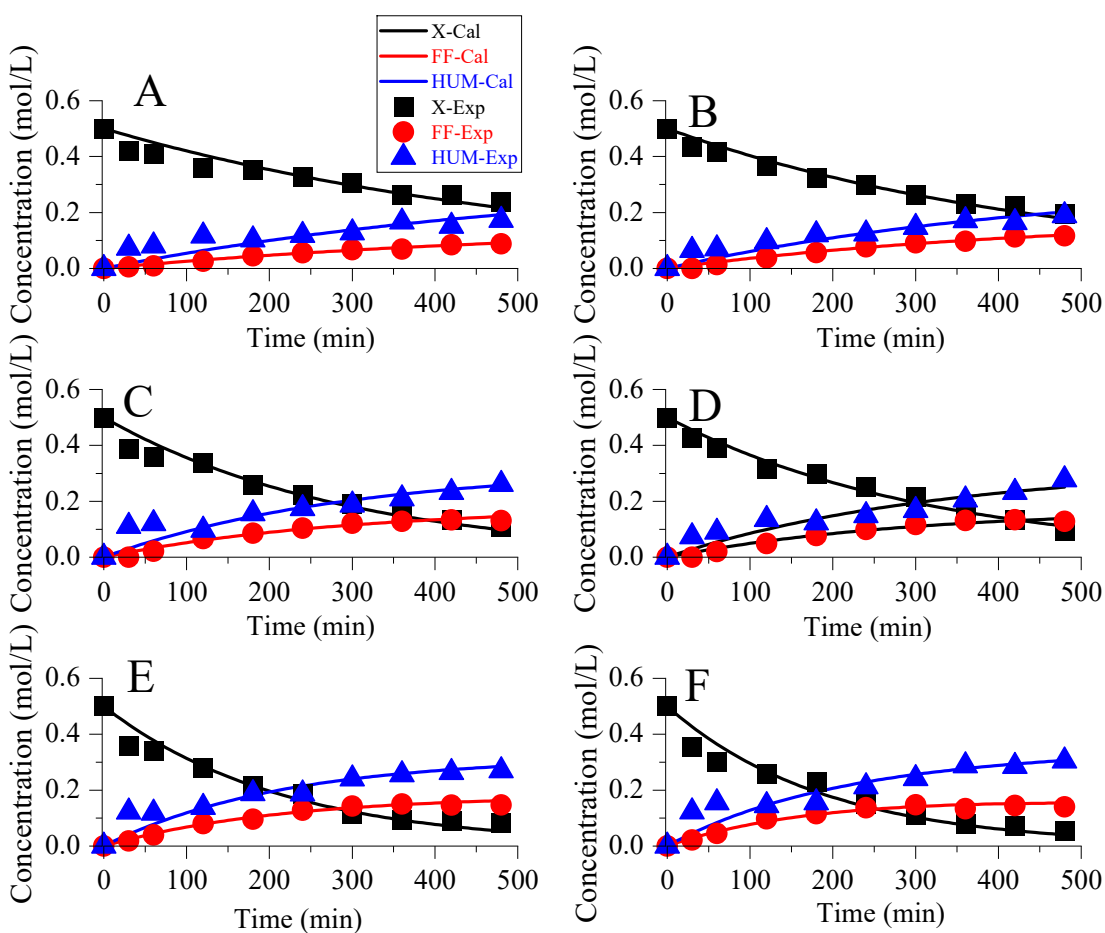 X-Cal
FF-Cal
HUM-Cal
X-Exp
FF-Exp
HUM-Exp
A
Concentration (mol/L)
0.6
0.4
0.2
0.0
0 100 200 300 400 500
Time (min)
B
Concentration (mol/L)
0.6
0.4
0.2
0.0
0 100 200 300 400 500
Time (min)
C
Concentration (mol/L)
0.6
0.4
0.2
0.0
0 100 200 300 400 500
Time (min)
D
Concentration (mol/L)
0.6
0.4
0.2
0.0
0 100 200 300 400 500
Time (min)
E
Concentration (mol/L)
0.6
0.4
0.2
0.0
0 100 200 300 400 500
Time (min)
F
Concentration (mol/L)
0.6
0.4
0.2
0.0
0 100 200 300 400 500
Time (min)